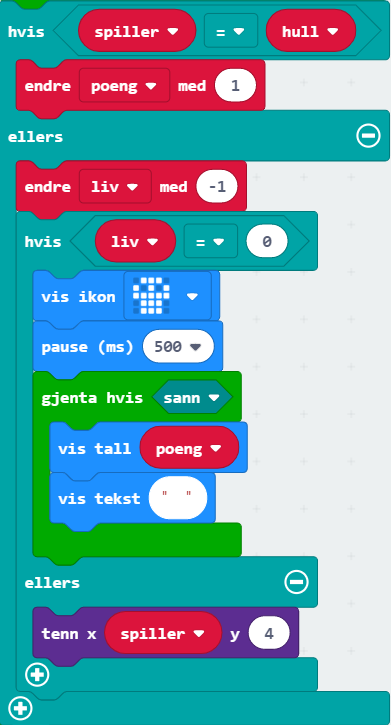 hvis spiller = hull
endre poeng med 1
ellers
endre liv med -1
hvis liv = 0
vis ikon
pause (ms) 500
gjenta hvis sann
vis tall poeng
vis tekst " "
ellers
tenn x spiller y 4